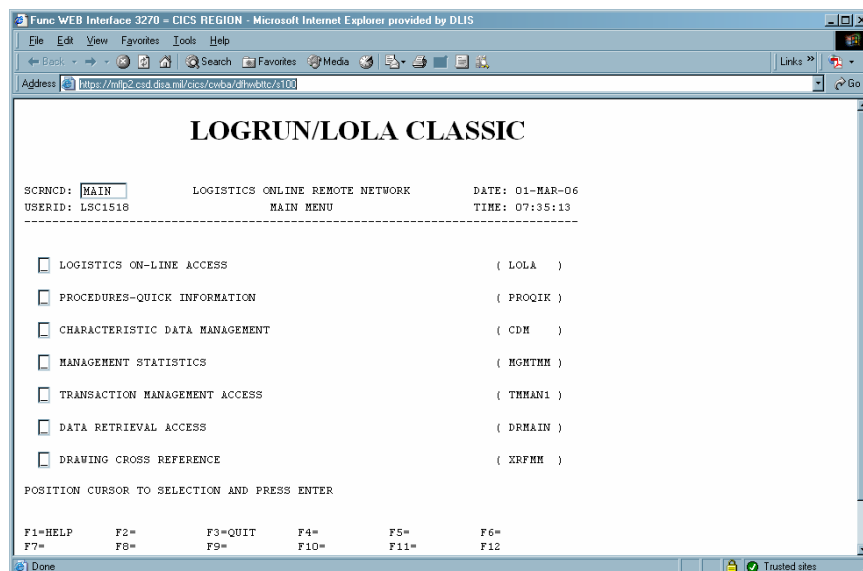 Func WEB Interface 3270 = CICS REGION - Microsoft Internet Explorer provided by DLIS
File Edit View Favorites Tools Help
Back Search Favorites Media Links »
Address https://mflp2.csd.disa.mil/cics/cwba/dfhwbttc/s100 Go
LOGRUN/LOLA CLASSIC
SCRNCD: MAIN LOGISTICS ONLINE REMOTE NETWORK DATE: 01-MAR-06
USERID: LSC1518 MAIN MENU TIME: 07:35:13
--------------------------------------------------------------------------------
_ LOGISTICS ON-LINE ACCESS ( LOLA )
_ PROCEDURES-QUICK INFORMATION ( PROQIK )
_ CHARACTERISTIC DATA MANAGEMENT ( CDM )
_ MANAGEMENT STATISTICS ( MGMTMM )
_ TRANSACTION MANAGEMENT ACCESS ( TMMAN1 )
_ DATA RETRIEVAL ACCESS ( DRMAIN )
_ DRAWING CROSS REFERENCE ( XRFMM )
POSITION CURSOR TO SELECTION AND PRESS ENTER
F1=HELP F2= F3=QUIT F4= F5= F6=
F7= F8= F9= F10= F11= F12
Done Trusted sites